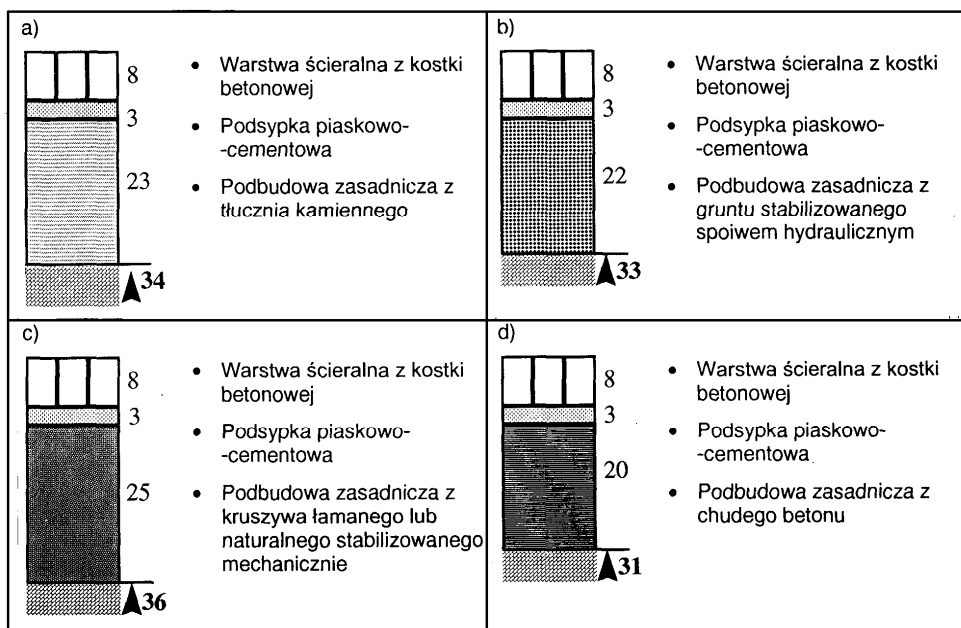 a)
8
3
23
34
• Warstwa ścieralna z kostki
betonowej
• Podsypka piaskowo-
-cementowa
• Podbudowa zasadnicza z
tłucznia kamiennego
b)
8
3
22
33
• Warstwa ścieralna z kostki
betonowej
• Podsypka piaskowo-
-cementowa
• Podbudowa zasadnicza z
gruntu stabilizowanego
spoiwem hydraulicznym
c)
8
3
25
36
• Warstwa ścieralna z kostki
betonowej
• Podsypka piaskowo-
-cementowa
• Podbudowa zasadnicza z
kruszywa łamanego lub
naturalnego stabilizowanego
mechanicznie
d)
8
3
20
31
• Warstwa ścieralna z kostki
betonowej
• Podsypka piaskowo-
-cementowa
• Podbudowa zasadnicza z
chudego betonu